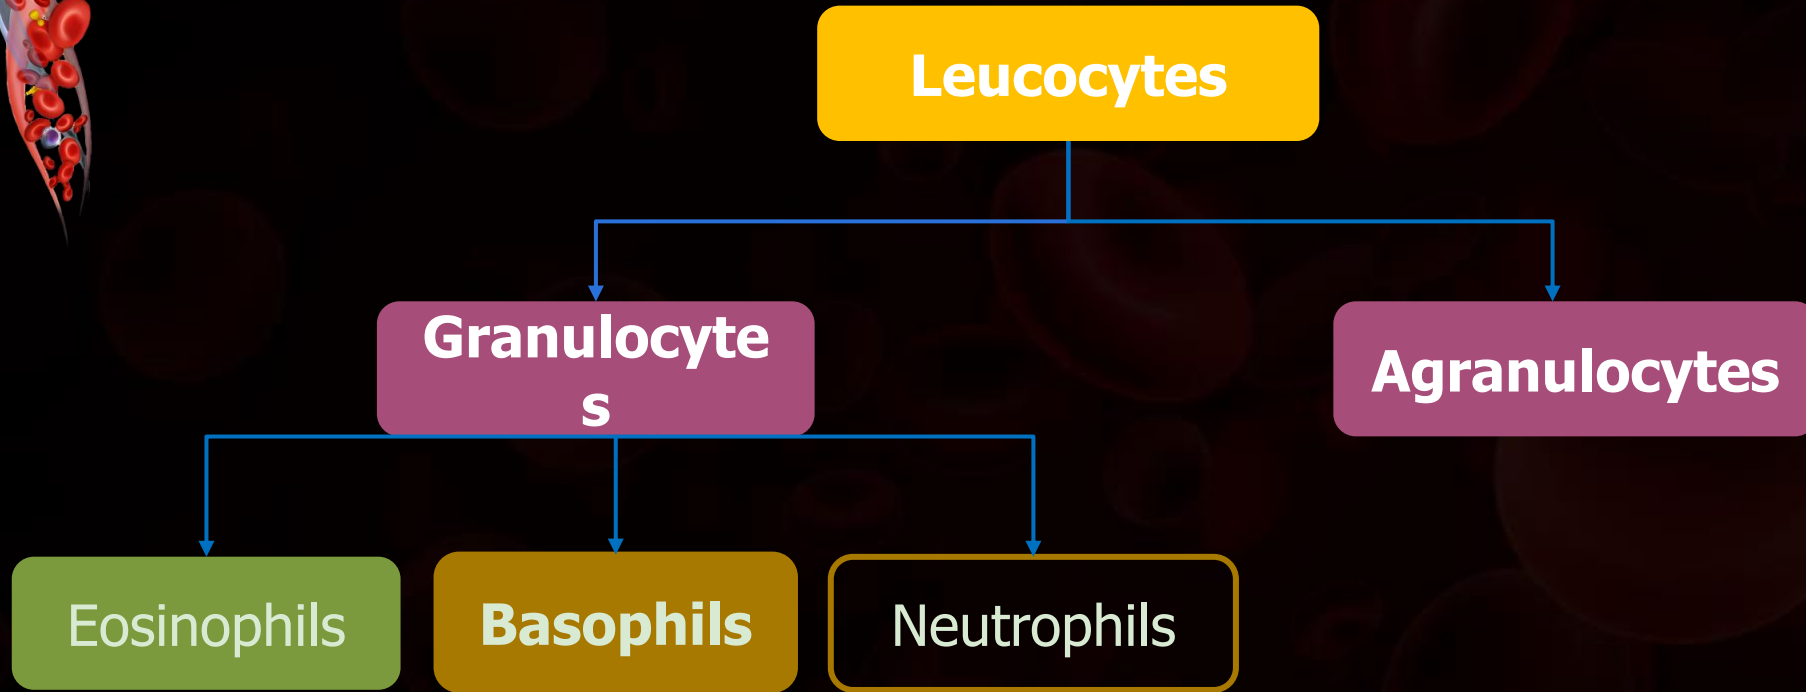 Leucocytes
Granulocyte
s
Agranulocytes
Eosinophils
Basophils
Neutrophils